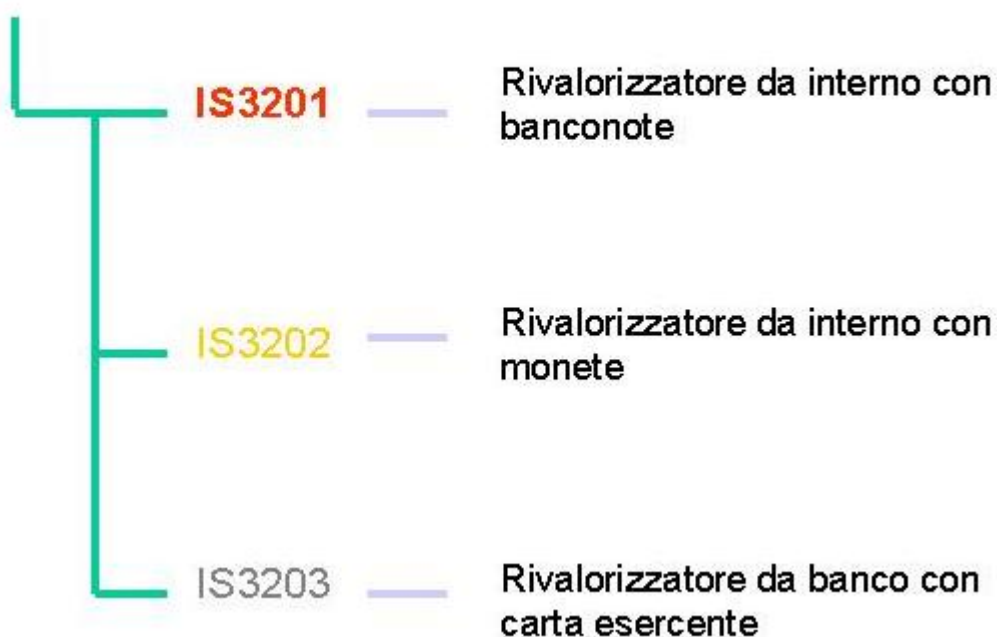 IS3201
Rivalorizzatore da interno con
banconote
IS3202
Rivalorizzatore da interno con
monete
IS3203
Rivalorizzatore da banco con
carta esercente